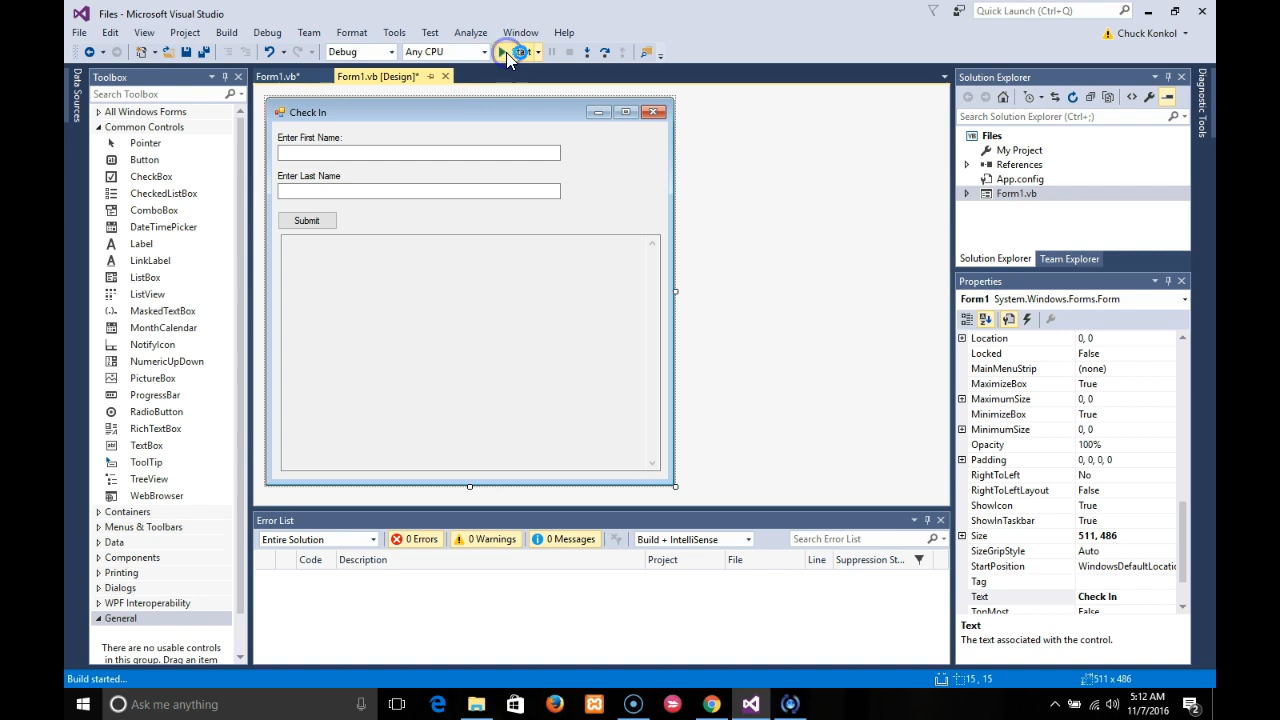 Files - Microsoft Visual Studio
Quick Launch (Ctrl+Q)
File Edit View Project Build Debug Team Format Tools Test Analyze Window Help
Chuck Konkol
Debug Any CPU
Data Sources
Toolbox
Search Toolbox
All Windows Forms
Common Controls
Pointer
Button
CheckBox
CheckedListBox
ComboBox
DateTimePicker
Label
LinkLabel
ListBox
ListView
MaskedTextBox
MonthCalendar
NotifyIcon
NumericUpDown
PictureBox
ProgressBar
RadioButton
RichTextBox
TextBox
ToolTip
TreeView
WebBrowser
Containers
Menus & Toolbars
Data
Components
Printing
Dialogs
WPF Interoperability
General
There are no usable controls
in this group. Drag an item
Form1.vb*
Form1.vb [Design]*
Check In
Enter First Name:
Enter Last Name
Submit
Error List
Entire Solution
0 Errors
0 Warnings
0 Messages
Build + IntelliSense
Search Error List
Code Description Project File Line Suppression St...
Solution Explorer
Search Solution Explorer (Ctrl+;)
Files
My Project
References
App.config
Form1.vb
Solution Explorer Team Explorer
Properties
Form1 System.Windows.Forms.Form
Location 0, 0
Locked False
MainMenuStrip (none)
MaximizeBox True
MaximumSize 0, 0
MinimizeBox True
MinimumSize 0, 0
Opacity 100%
Padding 0, 0, 0, 0
RightToLeft No
RightToLeftLayout False
ShowIcon True
ShowInTaskbar True
Size 511, 486
SizeGripStyle Auto
StartPosition WindowsDefaultLocatio
Tag
Text Check In
TopMost False
Text
The text associated with the control.
Diagnostic Tools
Build started...
15, 15
511 x 486
Ask me anything
5:12 AM
11/7/2016
2